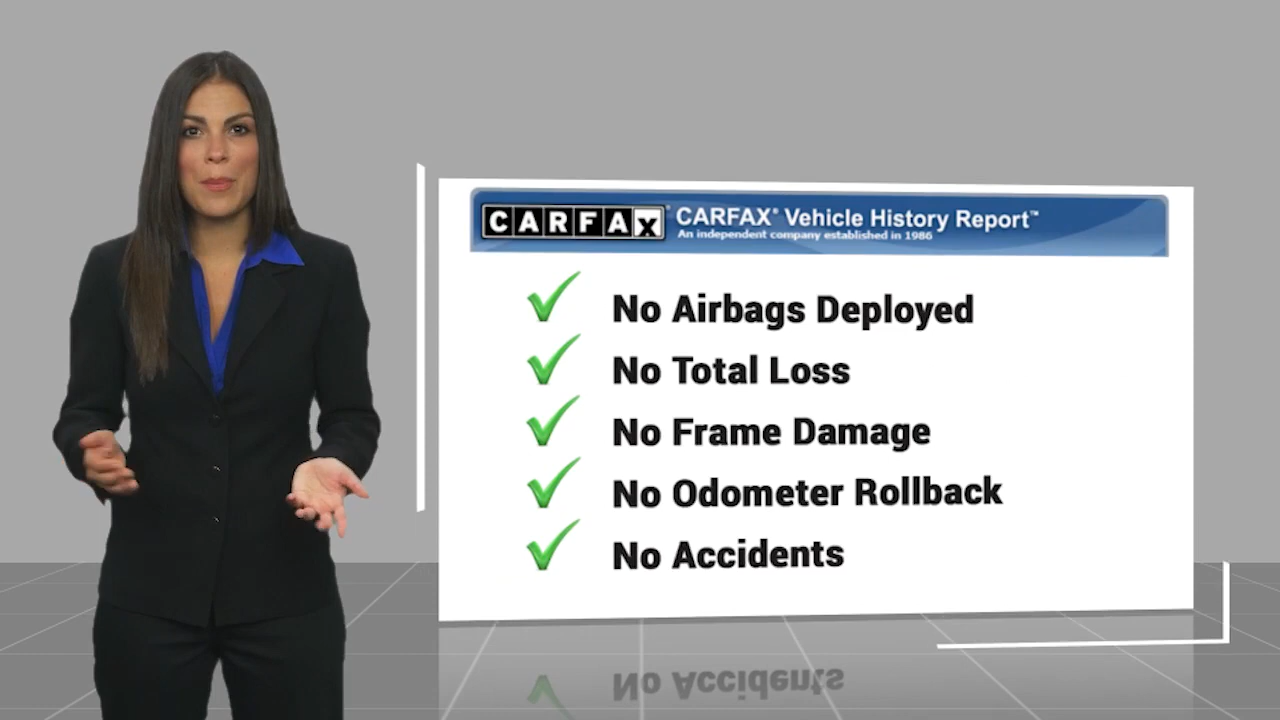 CARFAX CARFAX® Vehicle History Report™
An independent company established in 1986
No Airbags Deployed
No Total Loss
No Frame Damage
No Odometer Rollback
No Accidents
No Accidents